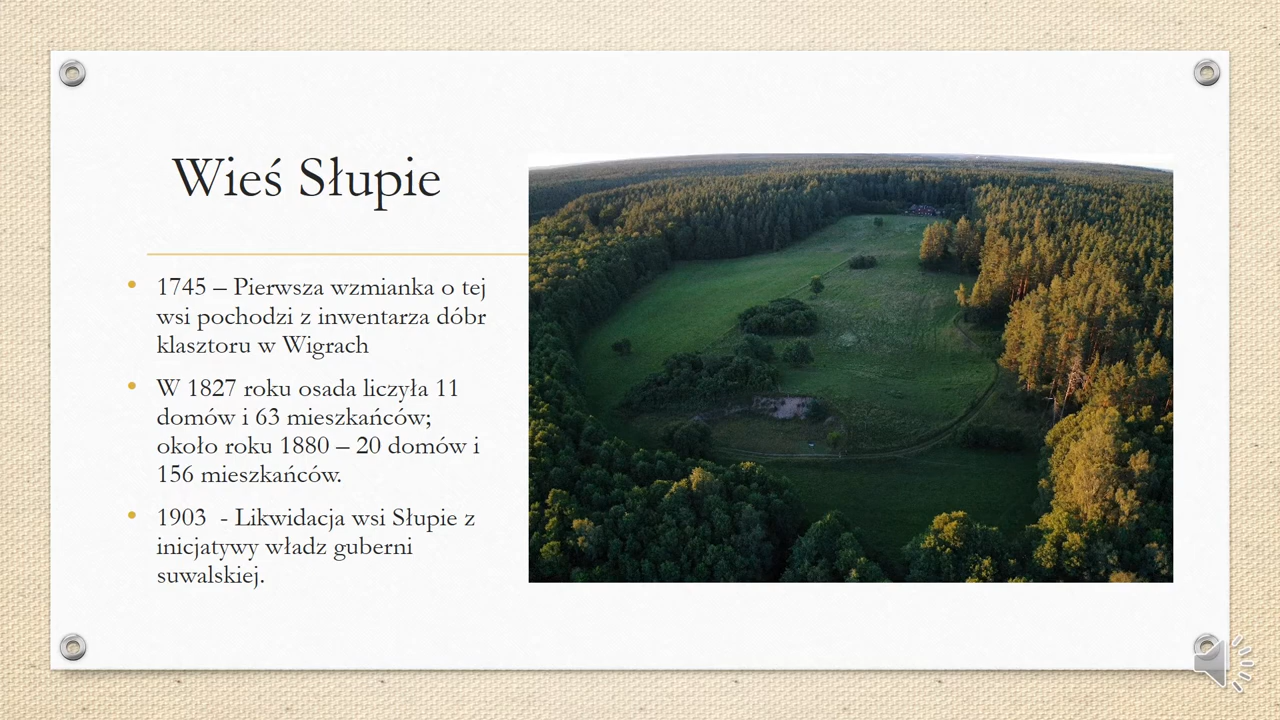 Wieś Słupie
• 1745 – Pierwsza wzmianka o tej
wsi pochodzi z inwentarza dóbr
klasztoru w Wigrach
• W 1827 roku osada liczyła 11
domów i 63 mieszkańców;
około roku 1880 – 20 domów i
156 mieszkańców.
• 1903  - Likwidacja wsi Słupie z
inicjatywy władz guberni
suwalskiej.